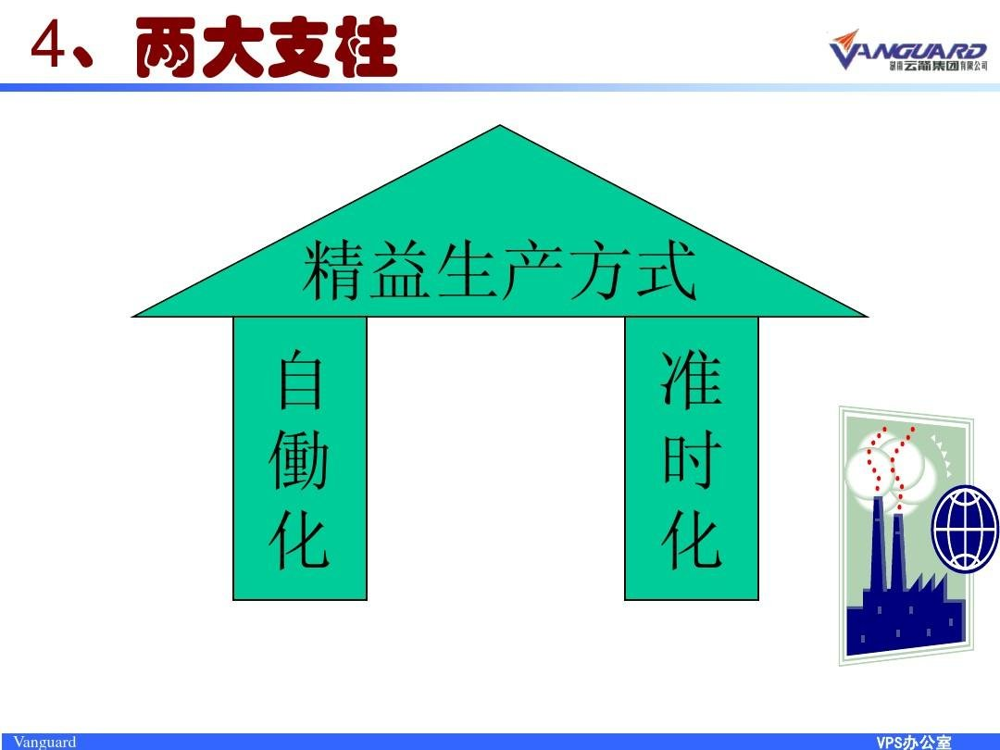 4、两大支柱
VANGUARD
湖南云箭集团有限公司
精益生产方式
自
働
化
准
时
化
Vanguard
VPS办公室